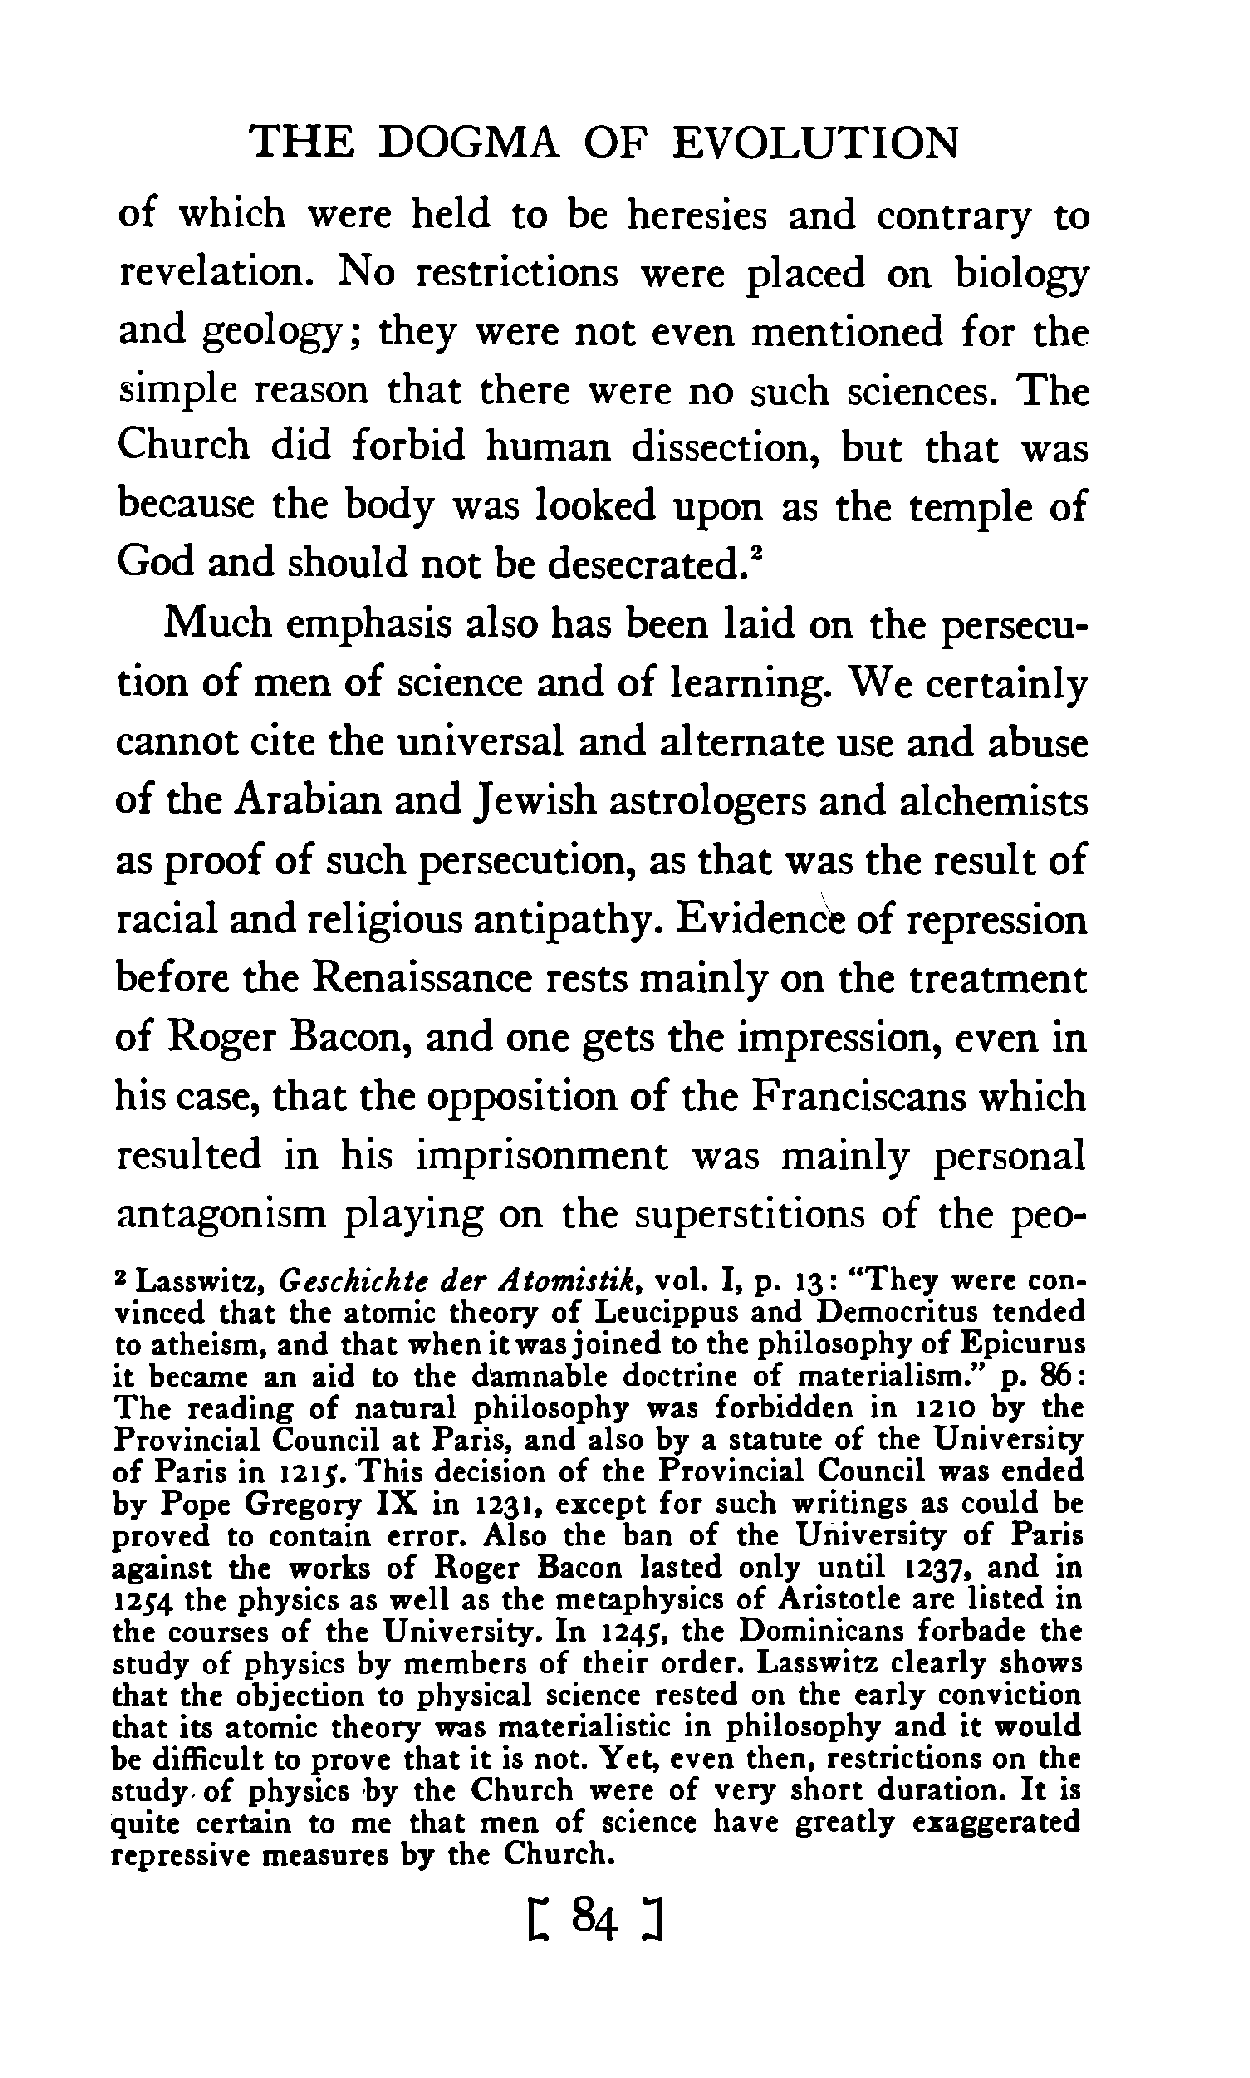 THE DOGMA OF EVOLUTION
of which were held to be heresies and contrary to
revelation. No restrictions were placed on biology
and geology; they were not even mentioned for the
simple reason that there were no such sciences. The
Church did forbid human dissection, but that was
because the body was looked upon as the temple of
God and should not be desecrated.²
Much emphasis also has been laid on the persecu-
tion of men of science and of learning. We certainly
cannot cite the universal and alternate use and abuse
of the Arabian and Jewish astrologers and alchemists
as proof of such persecution, as that was the result of
racial and religious antipathy. Evidence of repression
before the Renaissance rests mainly on the treatment
of Roger Bacon, and one gets the impression, even in
his case, that the opposition of the Franciscans which
resulted in his imprisonment was mainly personal
antagonism playing on the superstitions of the peo-
² Lasswitz, Geschichte der Atomistik, vol. I, p. 13: “They were con-
vinced that the atomic theory of Leucippus and Democritus tended
to atheism, and that when it was joined to the philosophy of Epicurus
it became an aid to the damnable doctrine of materialism.” p. 86:
The reading of natural philosophy was forbidden in 1210 by the
Provincial Council at Paris, and also by a statute of the University
of Paris in 1215. This decision of the Provincial Council was ended
by Pope Gregory IX in 1231, except for such writings as could be
proved to contain error. Also the ban of the University of Paris
against the works of Roger Bacon lasted only until 1237, and in
1254 the physics as well as the metaphysics of Aristotle are listed in
the courses of the University. In 1245, the Dominicans forbade the
study of physics by members of their order. Lasswitz clearly shows
that the objection to physical science rested on the early conviction
that its atomic theory was materialistic in philosophy and it would
be difficult to prove that it is not. Yet, even then, restrictions on the
study of physics by the Church were of very short duration. It is
quite certain to me that men of science have greatly exaggerated
repressive measures by the Church.
[ 84 ]